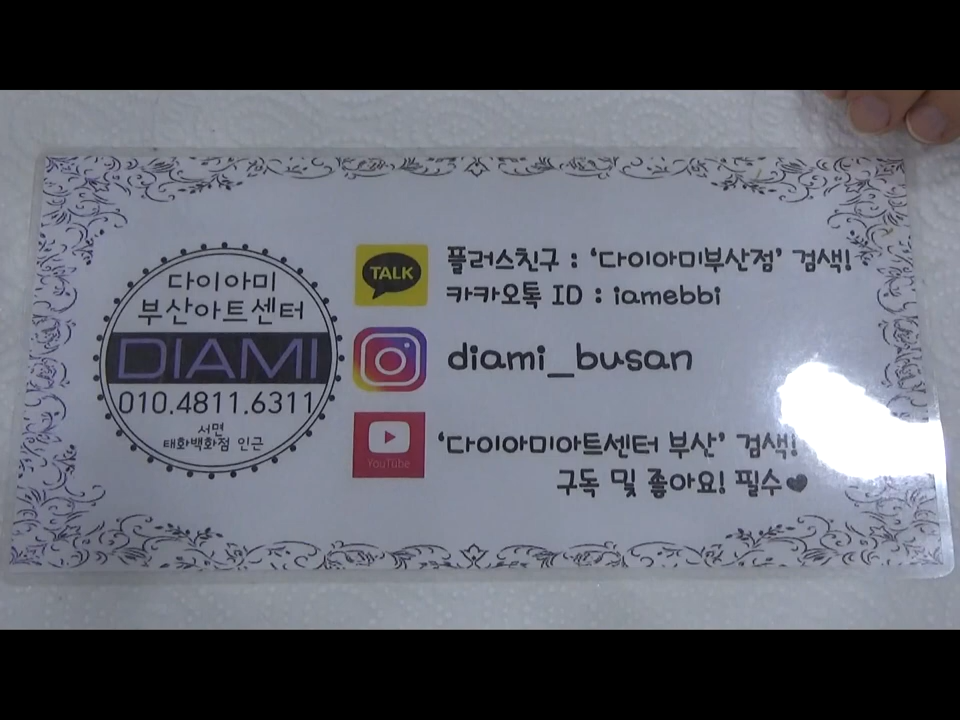 다이아미
부산아트센터
DIAMI
010.4811.6311
서면
태화백화점 인근
TALK
플러스친구 : ‘다이아미부산점’ 검색!
카카오톡 ID : iamebbi
diami_busan
YouTube
‘다이아미아트센터 부산’ 검색!
구독 및 좋아요! 필수♥